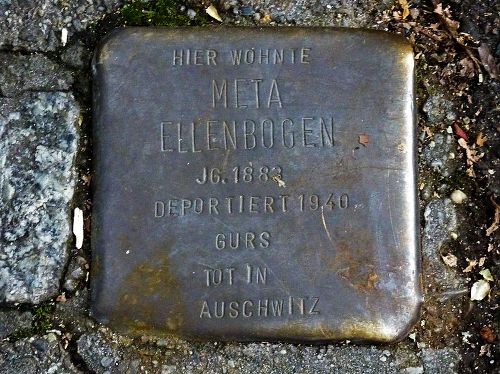 HIER WOHNTE
META
ELLENBOGEN
JG. 1883
DEPORTIERT 1940
GURS
TOT IN
AUSCHWITZ